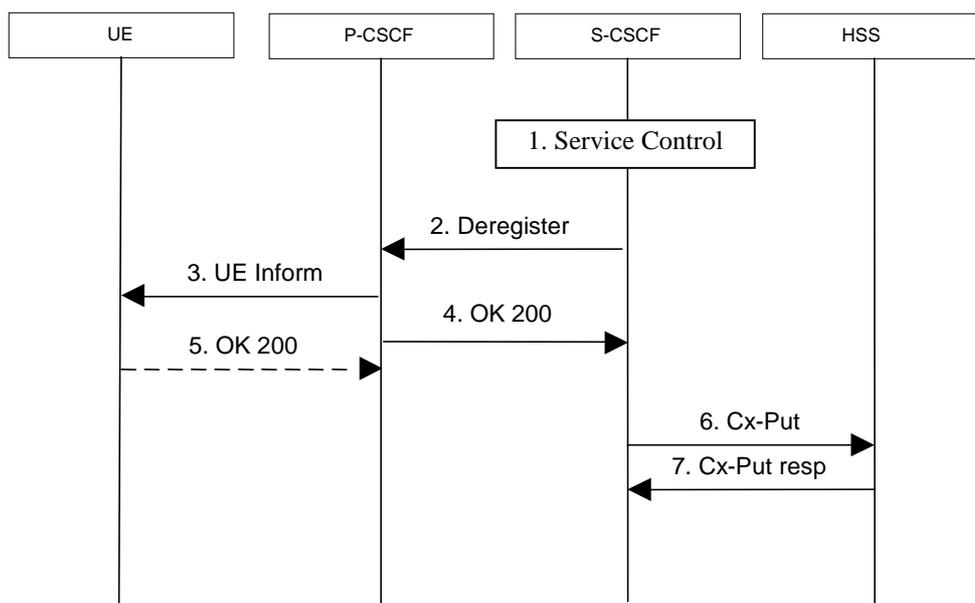 UE
P-CSCF
S-CSCF
HSS
1. Service Control
2. Deregister
3. UE Inform
4. OK 200
5. OK 200
6. Cx-Put
7. Cx-Put resp